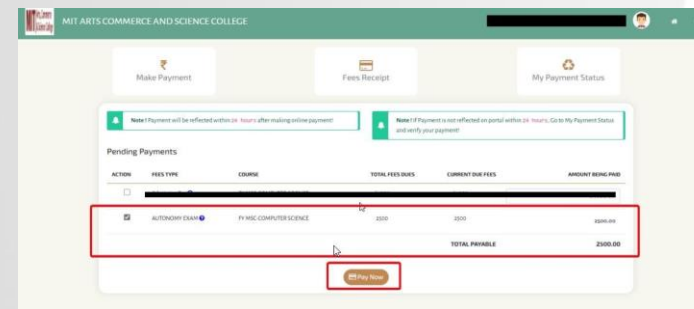 MIT ARTS COMMERCE AND SCIENCE COLLEGE
Make Payment
Fees Receipt
My Payment Status
Note ! Payment will be reflected within 24 hours after making online payment!
Note ! If Payment is not reflected on portal within 24 hours. Go to My Payment Status
and verify your payment!
Pending Payments
ACTION FEES TYPE COURSE TOTAL FEES DUES CURRENT DUE FEES AMOUNT BEING PAID
AUTONOMY EXAM FY MSC-COMPUTER SCIENCE 2500 2500 2500.00
TOTAL PAYABLE 2500.00
Pay Now